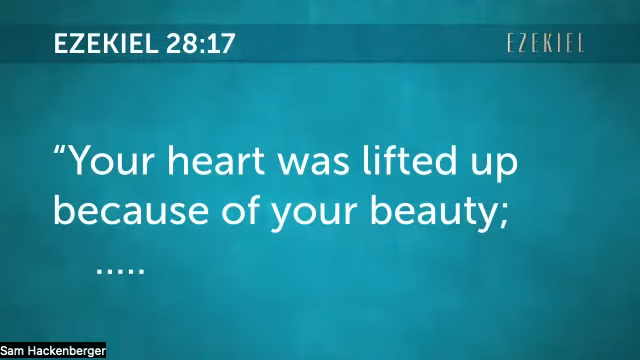 EZEKIEL 28:17
EZEKIEL
“Your heart was lifted up
because of your beauty;
.....
Sam Hackenberger